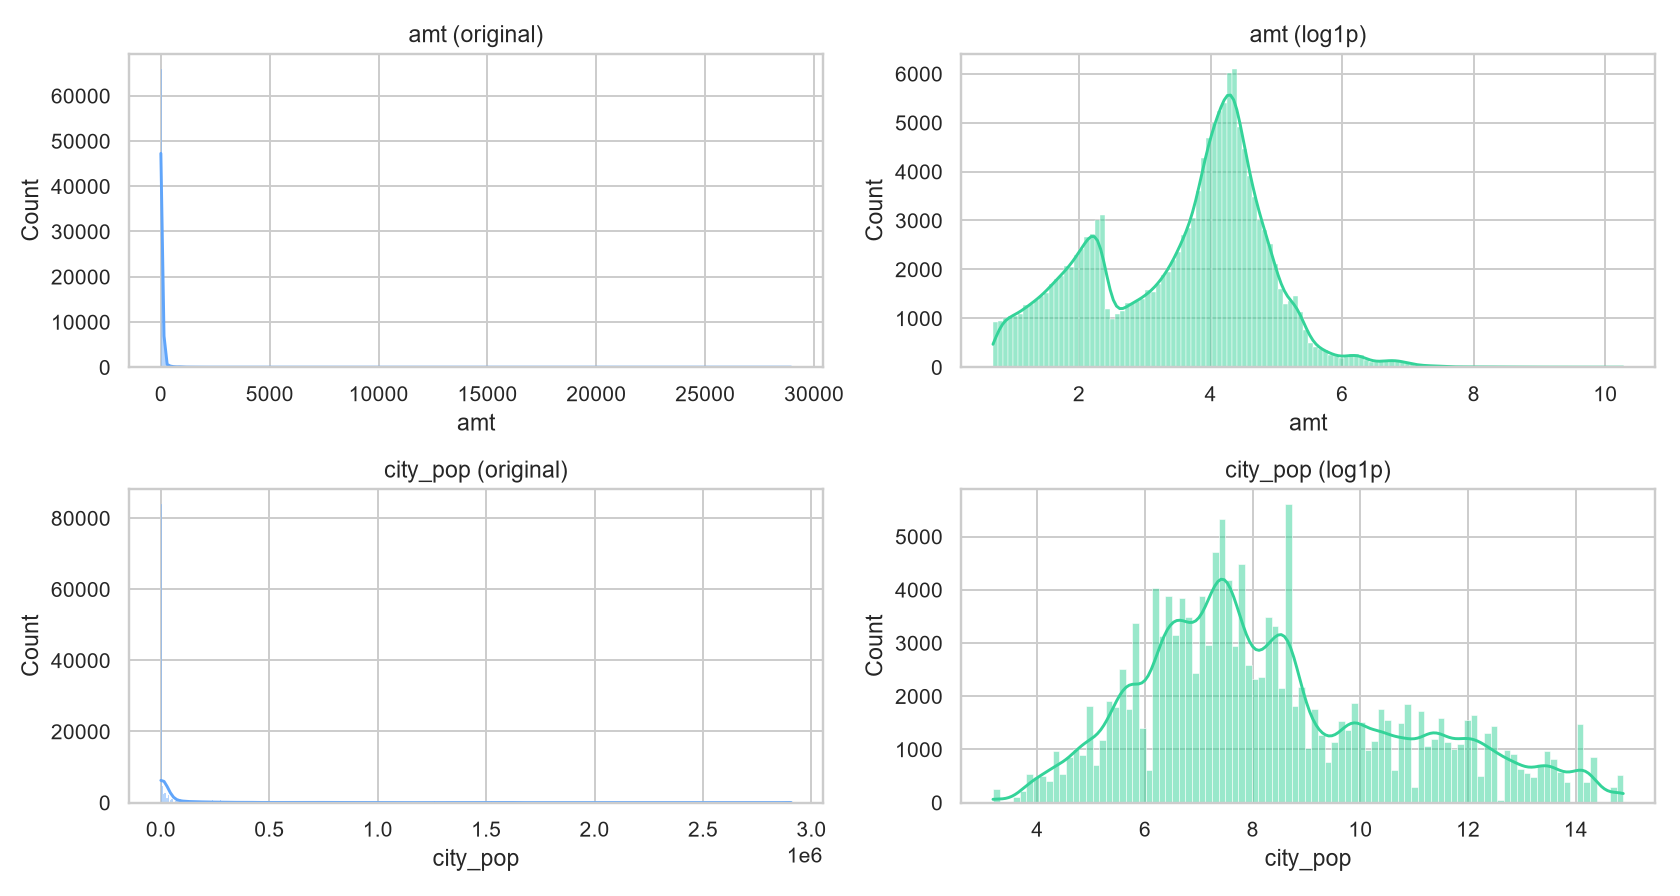 amt (original)
60000
50000
40000
30000
20000
10000
0
Count
0 5000 10000 15000 20000 25000 30000
amt
amt (log1p)
6000
5000
4000
3000
2000
1000
0
Count
2 4 6 8 10
amt
city_pop (original)
80000
60000
40000
20000
0
Count
0.0 0.5 1.0 1.5 2.0 2.5 3.0
1e6
city_pop
city_pop (log1p)
5000
4000
3000
2000
1000
0
Count
4 6 8 10 12 14
city_pop